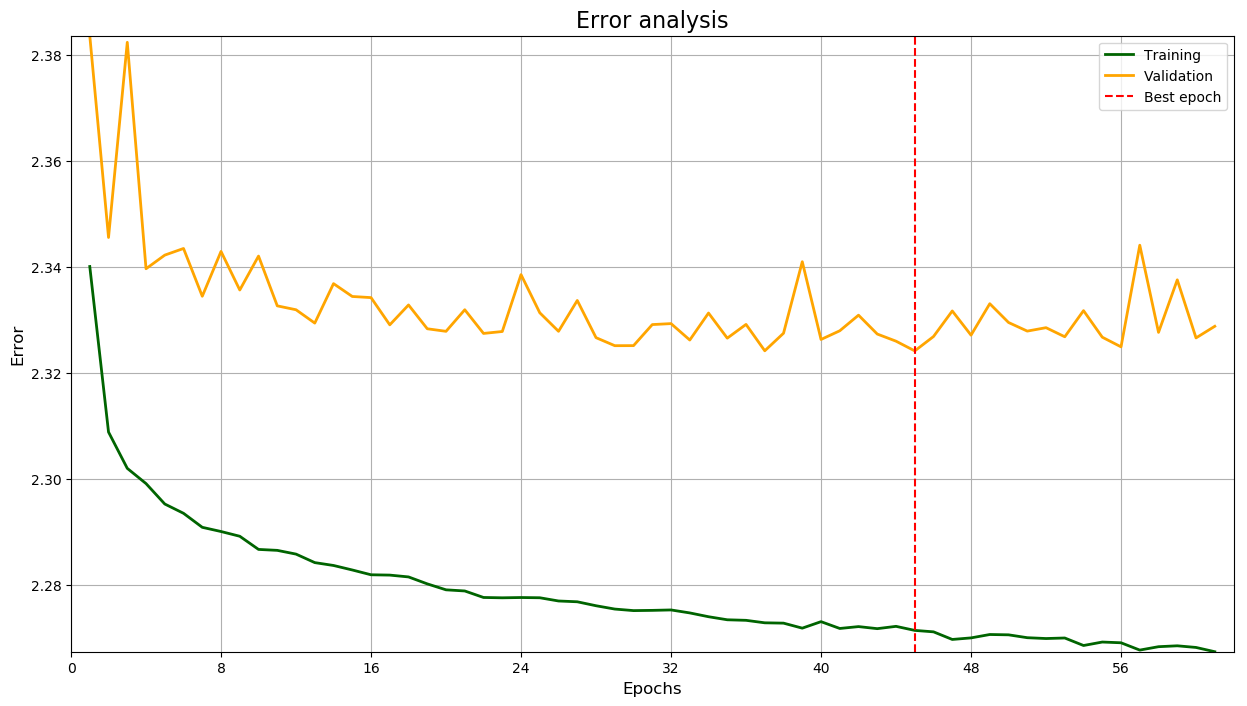 Error analysis
Training
Validation
Best epoch
2.38
2.36
2.34
2.32
2.30
2.28
Error
0 8 16 24 32 40 48 56
Epochs